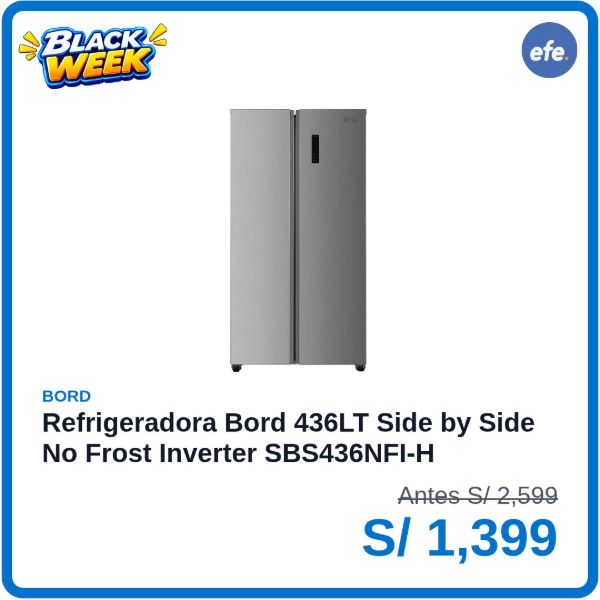 BLACK
WEEK
efe.
BORD
Refrigeradora Bord 436LT Side by Side
No Frost Inverter SBS436NFI-H
Antes S/ 2,599
S/ 1,399